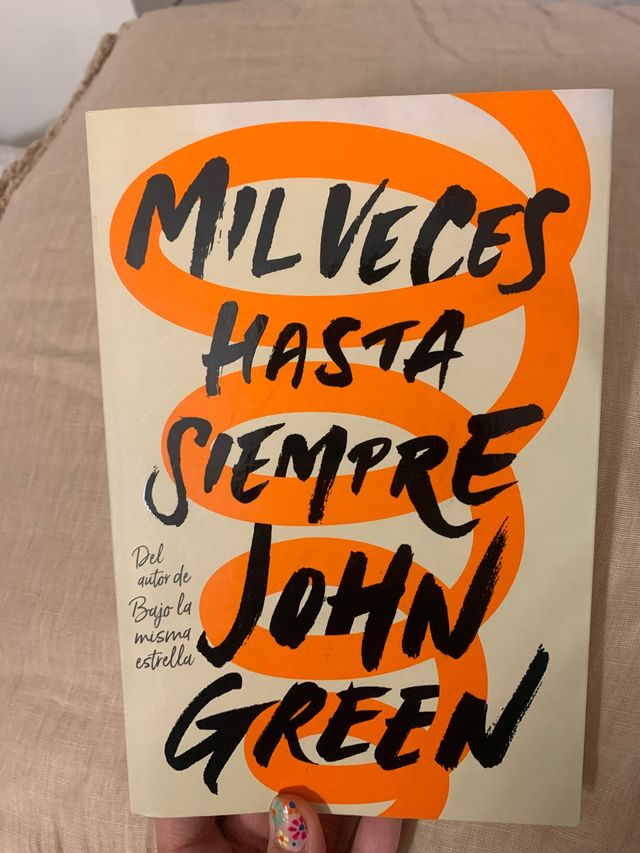 MIL VECES
HASTA
SIEMPRE
JOHN
GREEN
Del
autor de
Bajo la
misma
estrella